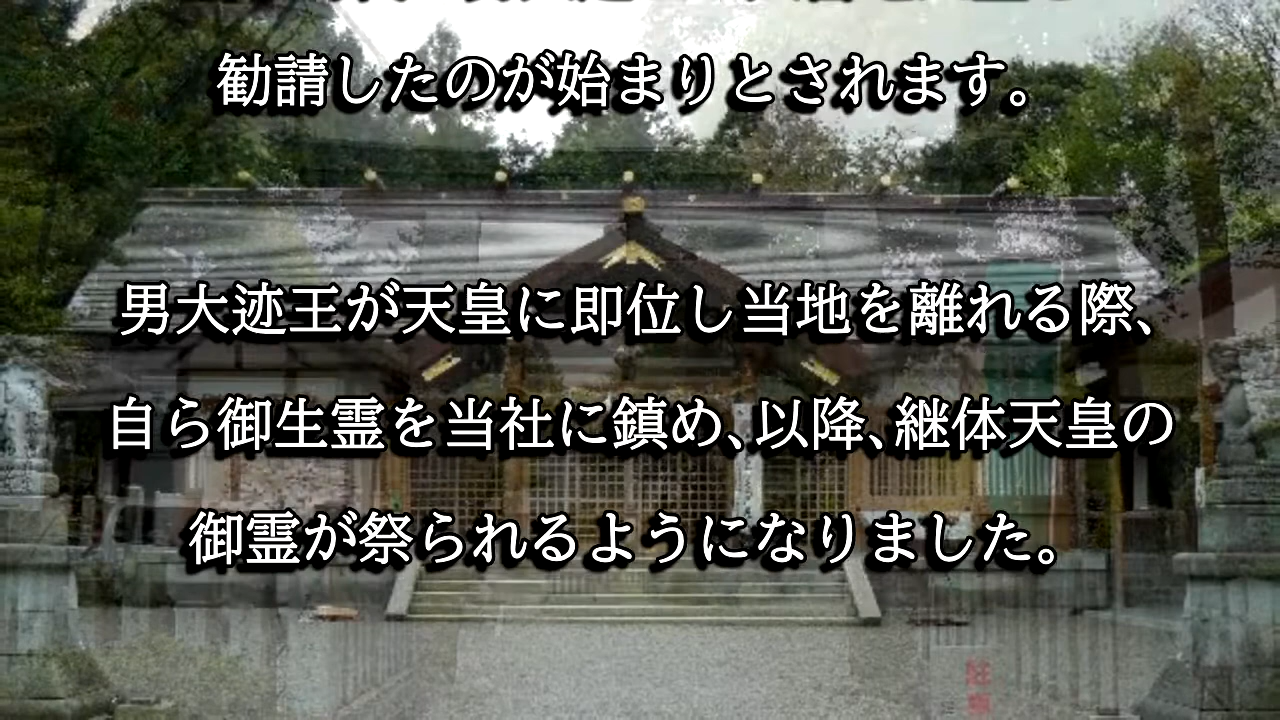 勧請したのが始まりとされます。
男大迹王が天皇に即位し当地を離れる際、
自ら御生霊を当社に鎮め、以降、継体天皇の
御霊が祭られるようになりました。